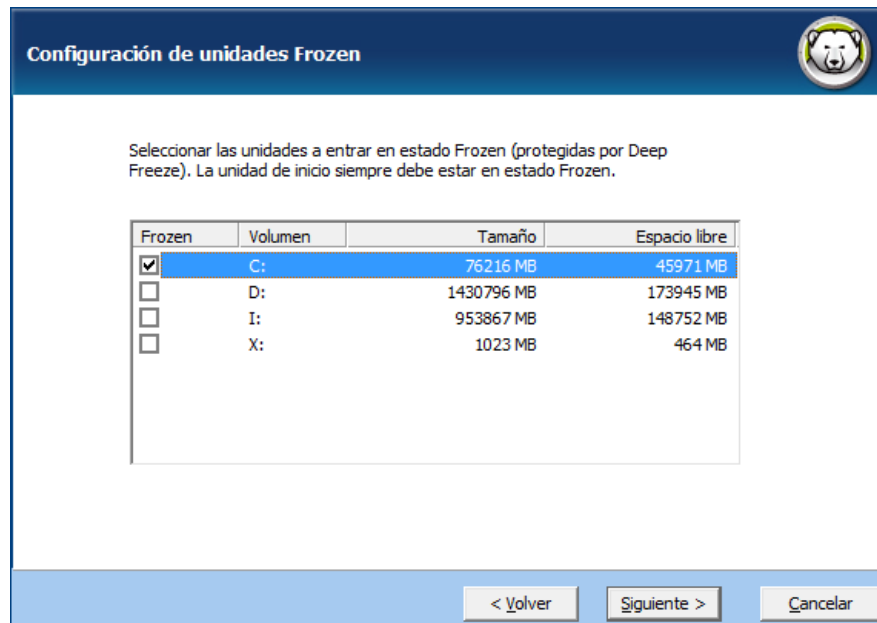 Configuración de unidades Frozen
Seleccionar las unidades a entrar en estado Frozen (protegidas por Deep
Freeze). La unidad de inicio siempre debe estar en estado Frozen.
Frozen Volumen Tamaño Espacio libre
C: 76216 MB 45971 MB
D: 1430796 MB 173945 MB
I: 953867 MB 148752 MB
X: 1023 MB 464 MB
< Volver Siguiente > Cancelar